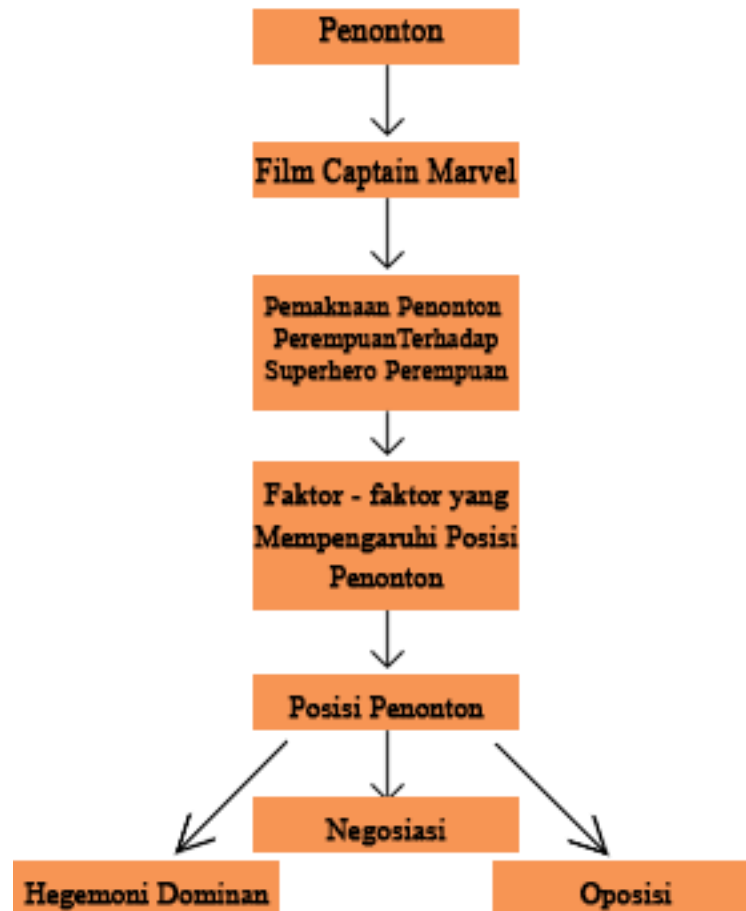 Penonton
Film Captain Marvel
Pemaknaan Penonton
PerempuanTerhadap
Superhero Perempuan
Faktor - faktor yang
Mempengaruhi Posisi
Penonton
Posisi Penonton
Negosiasi
Hegemoni Dominan
Oposisi